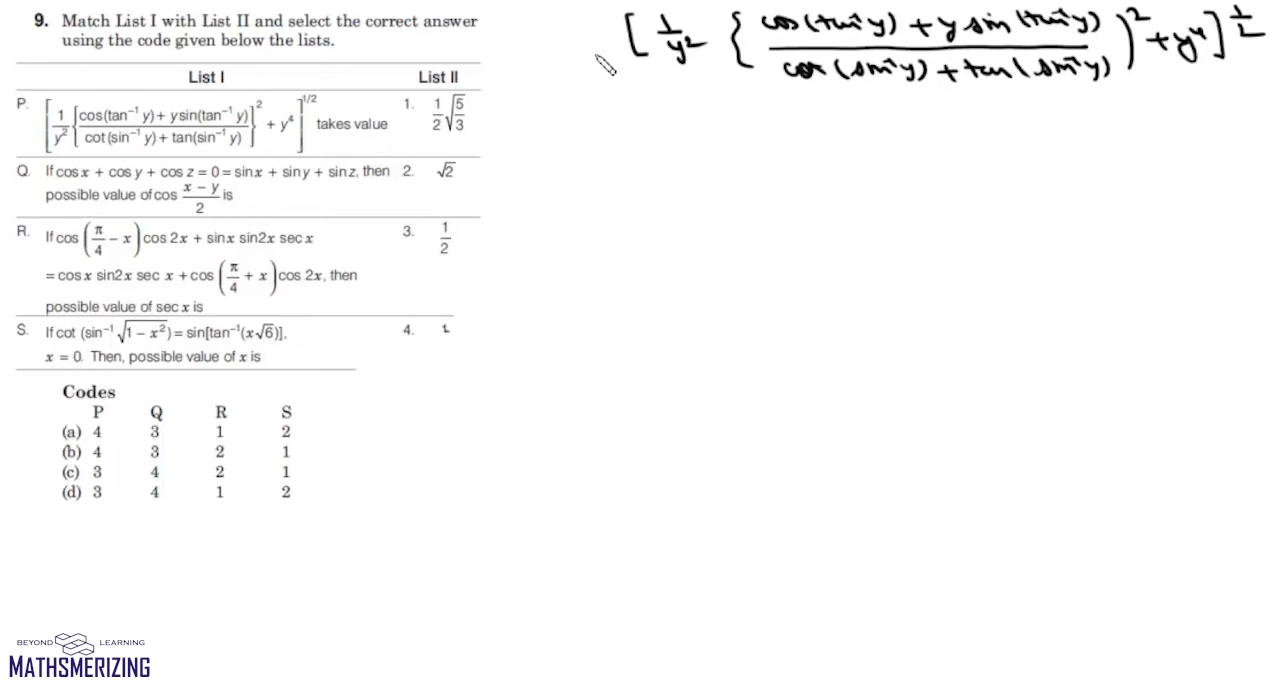 9. Match List I with List II and select the correct answer
using the code given below the lists.
List I List II
P. [1/y² {cos(tan⁻¹ y) + y sin(tan⁻¹ y) / cot(sin⁻¹ y) + tan(sin⁻¹ y)}² + y⁴]^1/2 takes value 1. 1/2 √5/3
Q. If cos x + cos y + cos z = 0 = sin x + sin y + sin z, then 2. √2
possible value of cos x – y / 2 is
R. If cos (π/4 – x) cos 2x + sin x sin 2x sec x 3. 1/2
= cos x sin 2x sec x + cos (π/4 + x) cos 2x, then
possible value of sec x is
S. If cot (sin⁻¹ √1 – x²) = sin[tan⁻¹(x√6)], 4. 1
x = 0. Then, possible value of x is
Codes
P Q R S
(a) 4 3 1 2
(b) 4 3 2 1
(c) 3 4 2 1
(d) 3 4 1 2
[1/y² {cos(tan⁻¹y) + y sin(tan⁻¹y) / cot(sin⁻¹y) + tan(sin⁻¹y)}² + y⁴]^1/2
BEYOND LEARNING
MATHSMERIZING